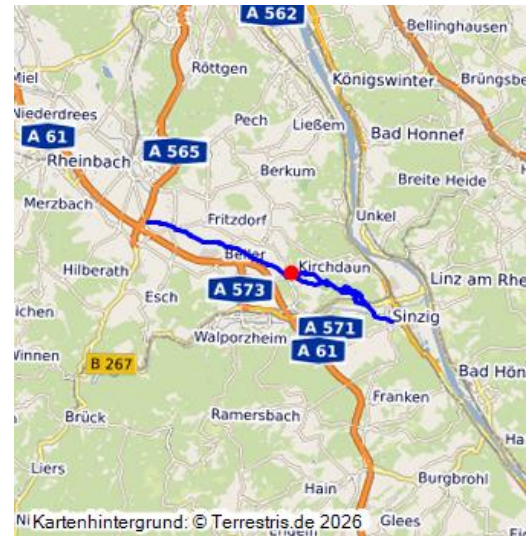 A 562
Bellinghausen
Röttgen
Königswinter
Brüngsbe
Miel
Niederdrees
Pech
Ließem
A 61
A 565
Bad Honnef
Rheinbach
Berkum
Breite Heide
Merzbach
Fritzdorf
Unkel
Beller
Kirchdaun
Hilberath
Linz am Rhe
A 573
Esch
ichen
Sinzig
A 571
Walporzheim
A 61
Winnen
B 267
Bad Hön
Franken
Brück
Ramersbach
Ha
Liers
Burgbrohl
Hain
Kartenhintergrund: © Terrestris.de 2026
Glees